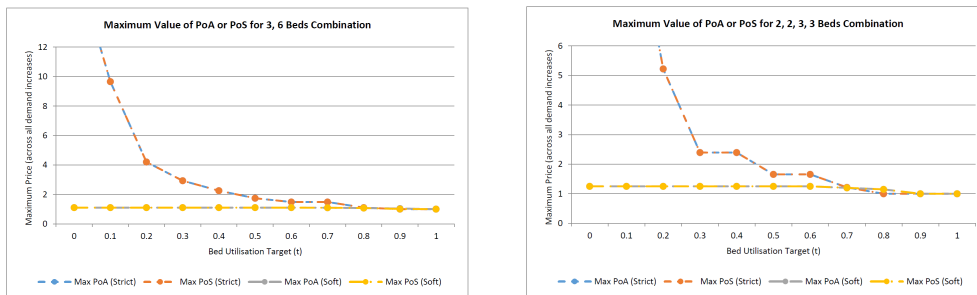 Maximum Value of PoA or PoS for 3, 6 Beds Combination
Maximum Price (across all demand increases)
12
10
8
6
4
2
0
0 0.1 0.2 0.3 0.4 0.5 0.6 0.7 0.8 0.9 1
Bed Utilisation Target (t)
Max PoA (Strict) Max PoS (Strict) Max PoA (Soft) Max PoS (Soft)
Maximum Value of PoA or PoS for 2, 2, 3, 3 Beds Combination
Maximum Price (across all demand increases)
6
5
4
3
2
1
0
0 0.1 0.2 0.3 0.4 0.5 0.6 0.7 0.8 0.9 1
Bed Utilisation Target (t)
Max PoA (Strict) Max PoS (Strict) Max PoA (Soft) Max PoS (Soft)